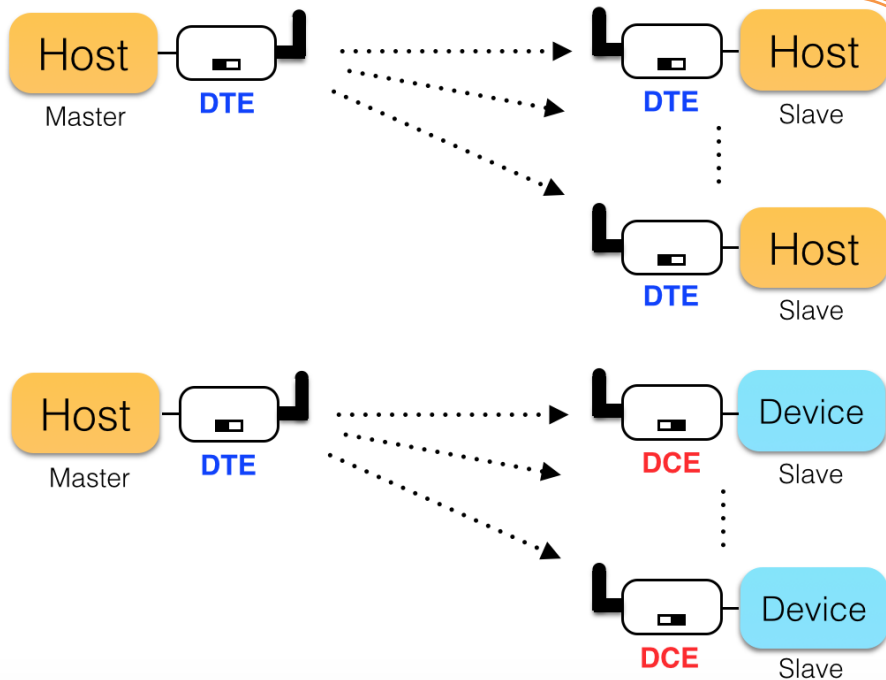 Host
Master
DTE
DTE
Host
Slave
DTE
Host
Slave
Host
Master
DTE
DCE
Device
Slave
DCE
Device
Slave